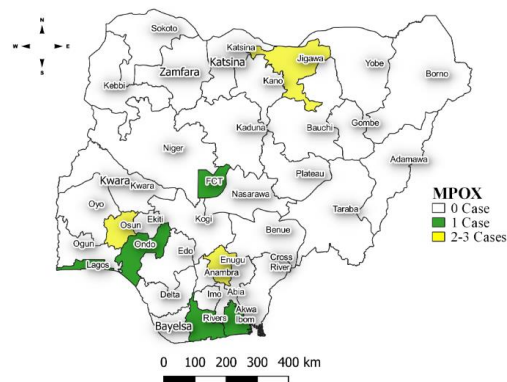 N
W E
S
Sokoto
Katsina
Katsina
Jigawa
Yobe
Borno
Zamfara
Kebbi
Kano
Kaduna
Bauchi
Gombe
Adamawa
Niger
FCT
Plateau
Kwara
Kwara
Nasarawa
Taraba
Oyo
Kogi
Osun
Ekiti
Benue
Ogun
Ondo
Edo
Enugu
Cross
River
Lagos
Anambra
Delta
Imo
Abia
Bayelsa
Rivers
Akwa
Ibom
MPOX
0 Case
1 Case
2-3 Cases
0 100 200 300 400 km